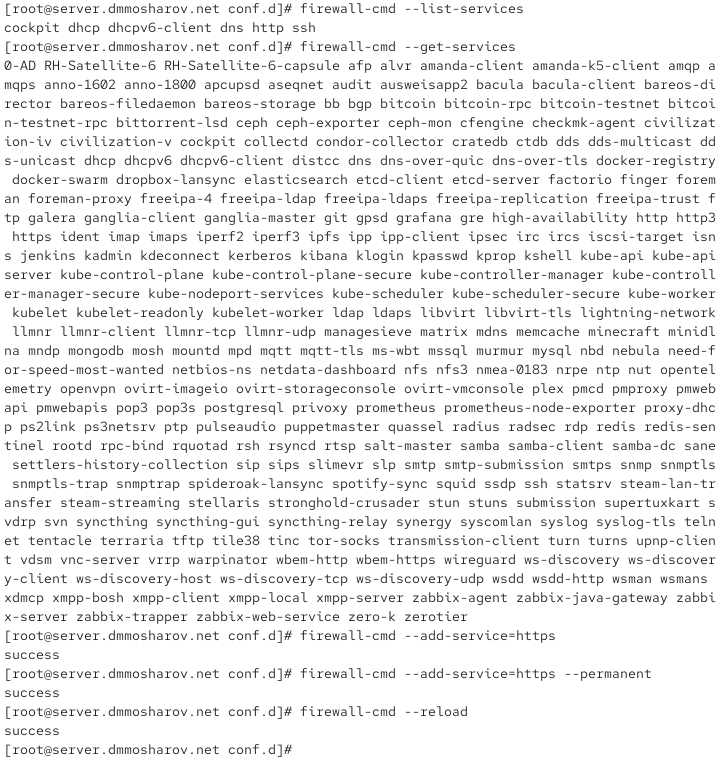 [root@server.dmmosharov.net conf.d]# firewall-cmd --list-services
cockpit dhcp dhcpv6-client dns http ssh
[root@server.dmmosharov.net conf.d]# firewall-cmd --get-services
0-AD RH-Satellite-6 RH-Satellite-6-capsule afp alvr amanda-client amanda-k5-client amqp a
mqps anno-1602 anno-1800 apcupsd aseqnet audit ausweisapp2 bacula bacula-client bareos-di
rector bareos-filedaemon bareos-storage bb bgp bitcoin bitcoin-rpc bitcoin-testnet bitcoi
n-testnet-rpc bittorrent-lsd ceph ceph-exporter ceph-mon cfengine checkmk-agent civilizat
ion-iv civilization-v cockpit collectd condor-collector cratedb ctdb dds dds-multicast dd
s-unicast dhcp dhcpv6 dhcpv6-client distcc dns dns-over-quic dns-over-tls docker-registry
 docker-swarm dropbox-lansync elasticsearch etcd-client etcd-server factorio finger forem
an foreman-proxy freeipa-4 freeipa-ldap freeipa-ldaps freeipa-replication freeipa-trust f
tp galera ganglia-client ganglia-master git gpsd grafana gre high-availability http http3
 https ident imap imaps iperf2 iperf3 ipfs ipp ipp-client ipsec irc ircs iscsi-target isn
s jenkins kadmin kdeconnect kerberos kibana klogin kpasswd kprop kshell kube-api kube-api
server kube-control-plane kube-control-plane-secure kube-controller-manager kube-controll
er-manager-secure kube-nodeport-services kube-scheduler kube-scheduler-secure kube-worker
 kubelet kubelet-readonly kubelet-worker ldap ldaps libvirt libvirt-tls lightning-network
 llmnr llmnr-client llmnr-tcp llmnr-udp managesieve matrix mdns memcache minecraft minidl
na mndp mongodb mosh mountd mpd mqtt mqtt-tls ms-wbt mssql murmur mysql nbd nebula need-f
or-speed-most-wanted netbios-ns netdata-dashboard nfs nfs3 nmea-0183 nrpe ntp nut opentel
emetry openvpn ovirt-imageio ovirt-storageconsole ovirt-vmconsole plex pmcd pmproxy pmweb
api pmwebapis pop3 pop3s postgresql privoxy prometheus prometheus-node-exporter proxy-dhc
p ps2link ps3netsrv ptp pulseaudio puppetmaster quassel radius radsec rdp redis redis-sen
tinel rootd rpc-bind rquotad rsh rsyncd rtsp salt-master samba samba-client samba-dc sane
 settlers-history-collection sip sips slimevr slp smtp smtp-submission smtps snmp snmptls
 snmptls-trap snmptrap spideroak-lansync spotify-sync squid ssdp ssh statsrv steam-lan-tr
ansfer steam-streaming stellaris stronghold-crusader stun stuns submission supertuxkart s
vdrp svn syncthing syncthing-gui syncthing-relay synergy syscomlan syslog syslog-tls teln
et tentacle terraria tftp tile38 tinc tor-socks transmission-client turn turns upnp-clien
t vdsm vnc-server vrrp warpinator wbem-http wbem-https wireguard ws-discovery ws-discover
y-client ws-discovery-host ws-discovery-tcp ws-discovery-udp wsdd wsdd-http wsman wsmans
xdmcp xmpp-bosh xmpp-client xmpp-local xmpp-server zabbix-agent zabbix-java-gateway zabbi
x-server zabbix-trapper zabbix-web-service zero-k zerotier
[root@server.dmmosharov.net conf.d]# firewall-cmd --add-service=https
success
[root@server.dmmosharov.net conf.d]# firewall-cmd --add-service=https --permanent
success
[root@server.dmmosharov.net conf.d]# firewall-cmd --reload
success
[root@server.dmmosharov.net conf.d]#